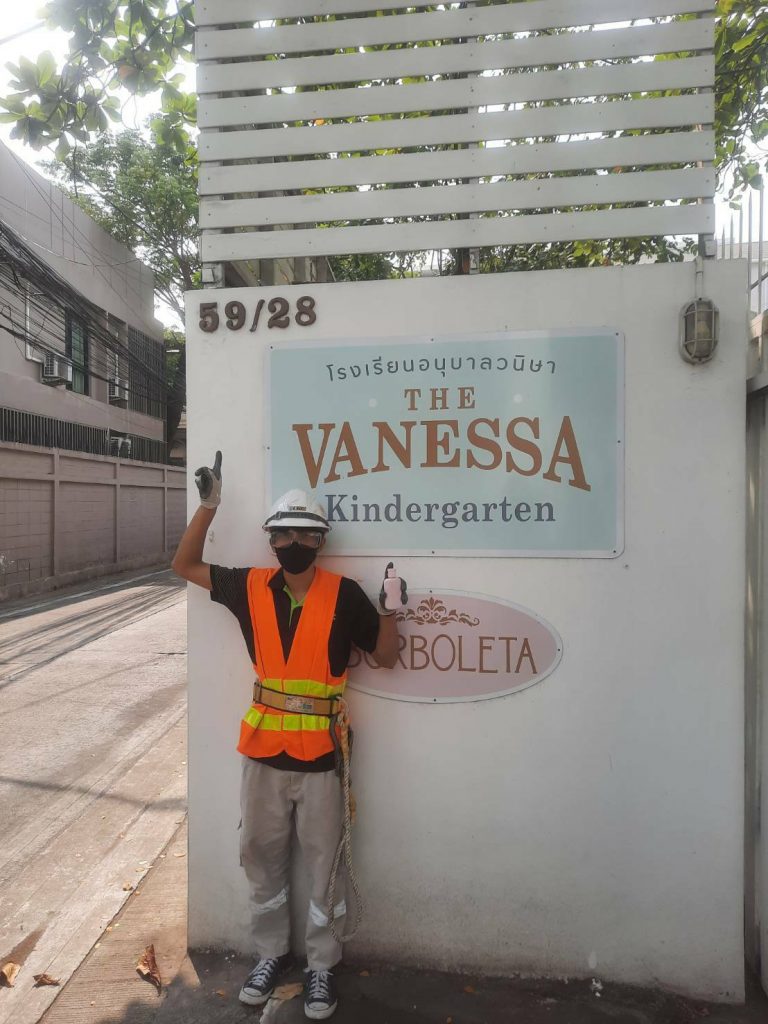 59/28
โรงเรียนอนุบาลวนิษา
THE
VANESSA
Kindergarten
BORBOLETA